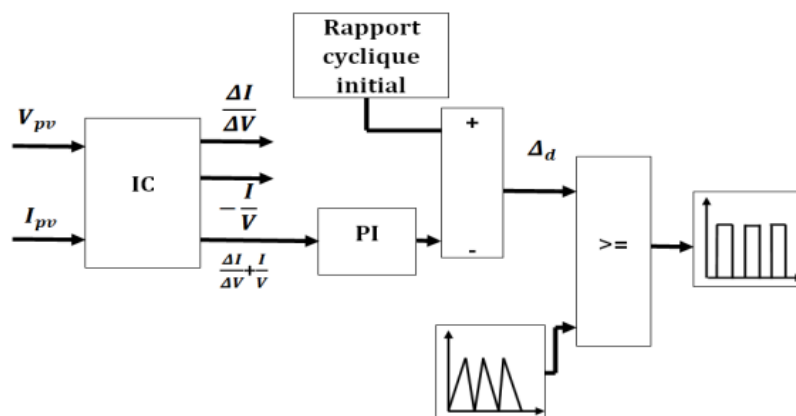 Rapport
cyclique
initial
V_pv
ΔI/ΔV
+
Δ_d
IC
-I/V
I_pv
PI
-
>=
ΔI/ΔV+I/V